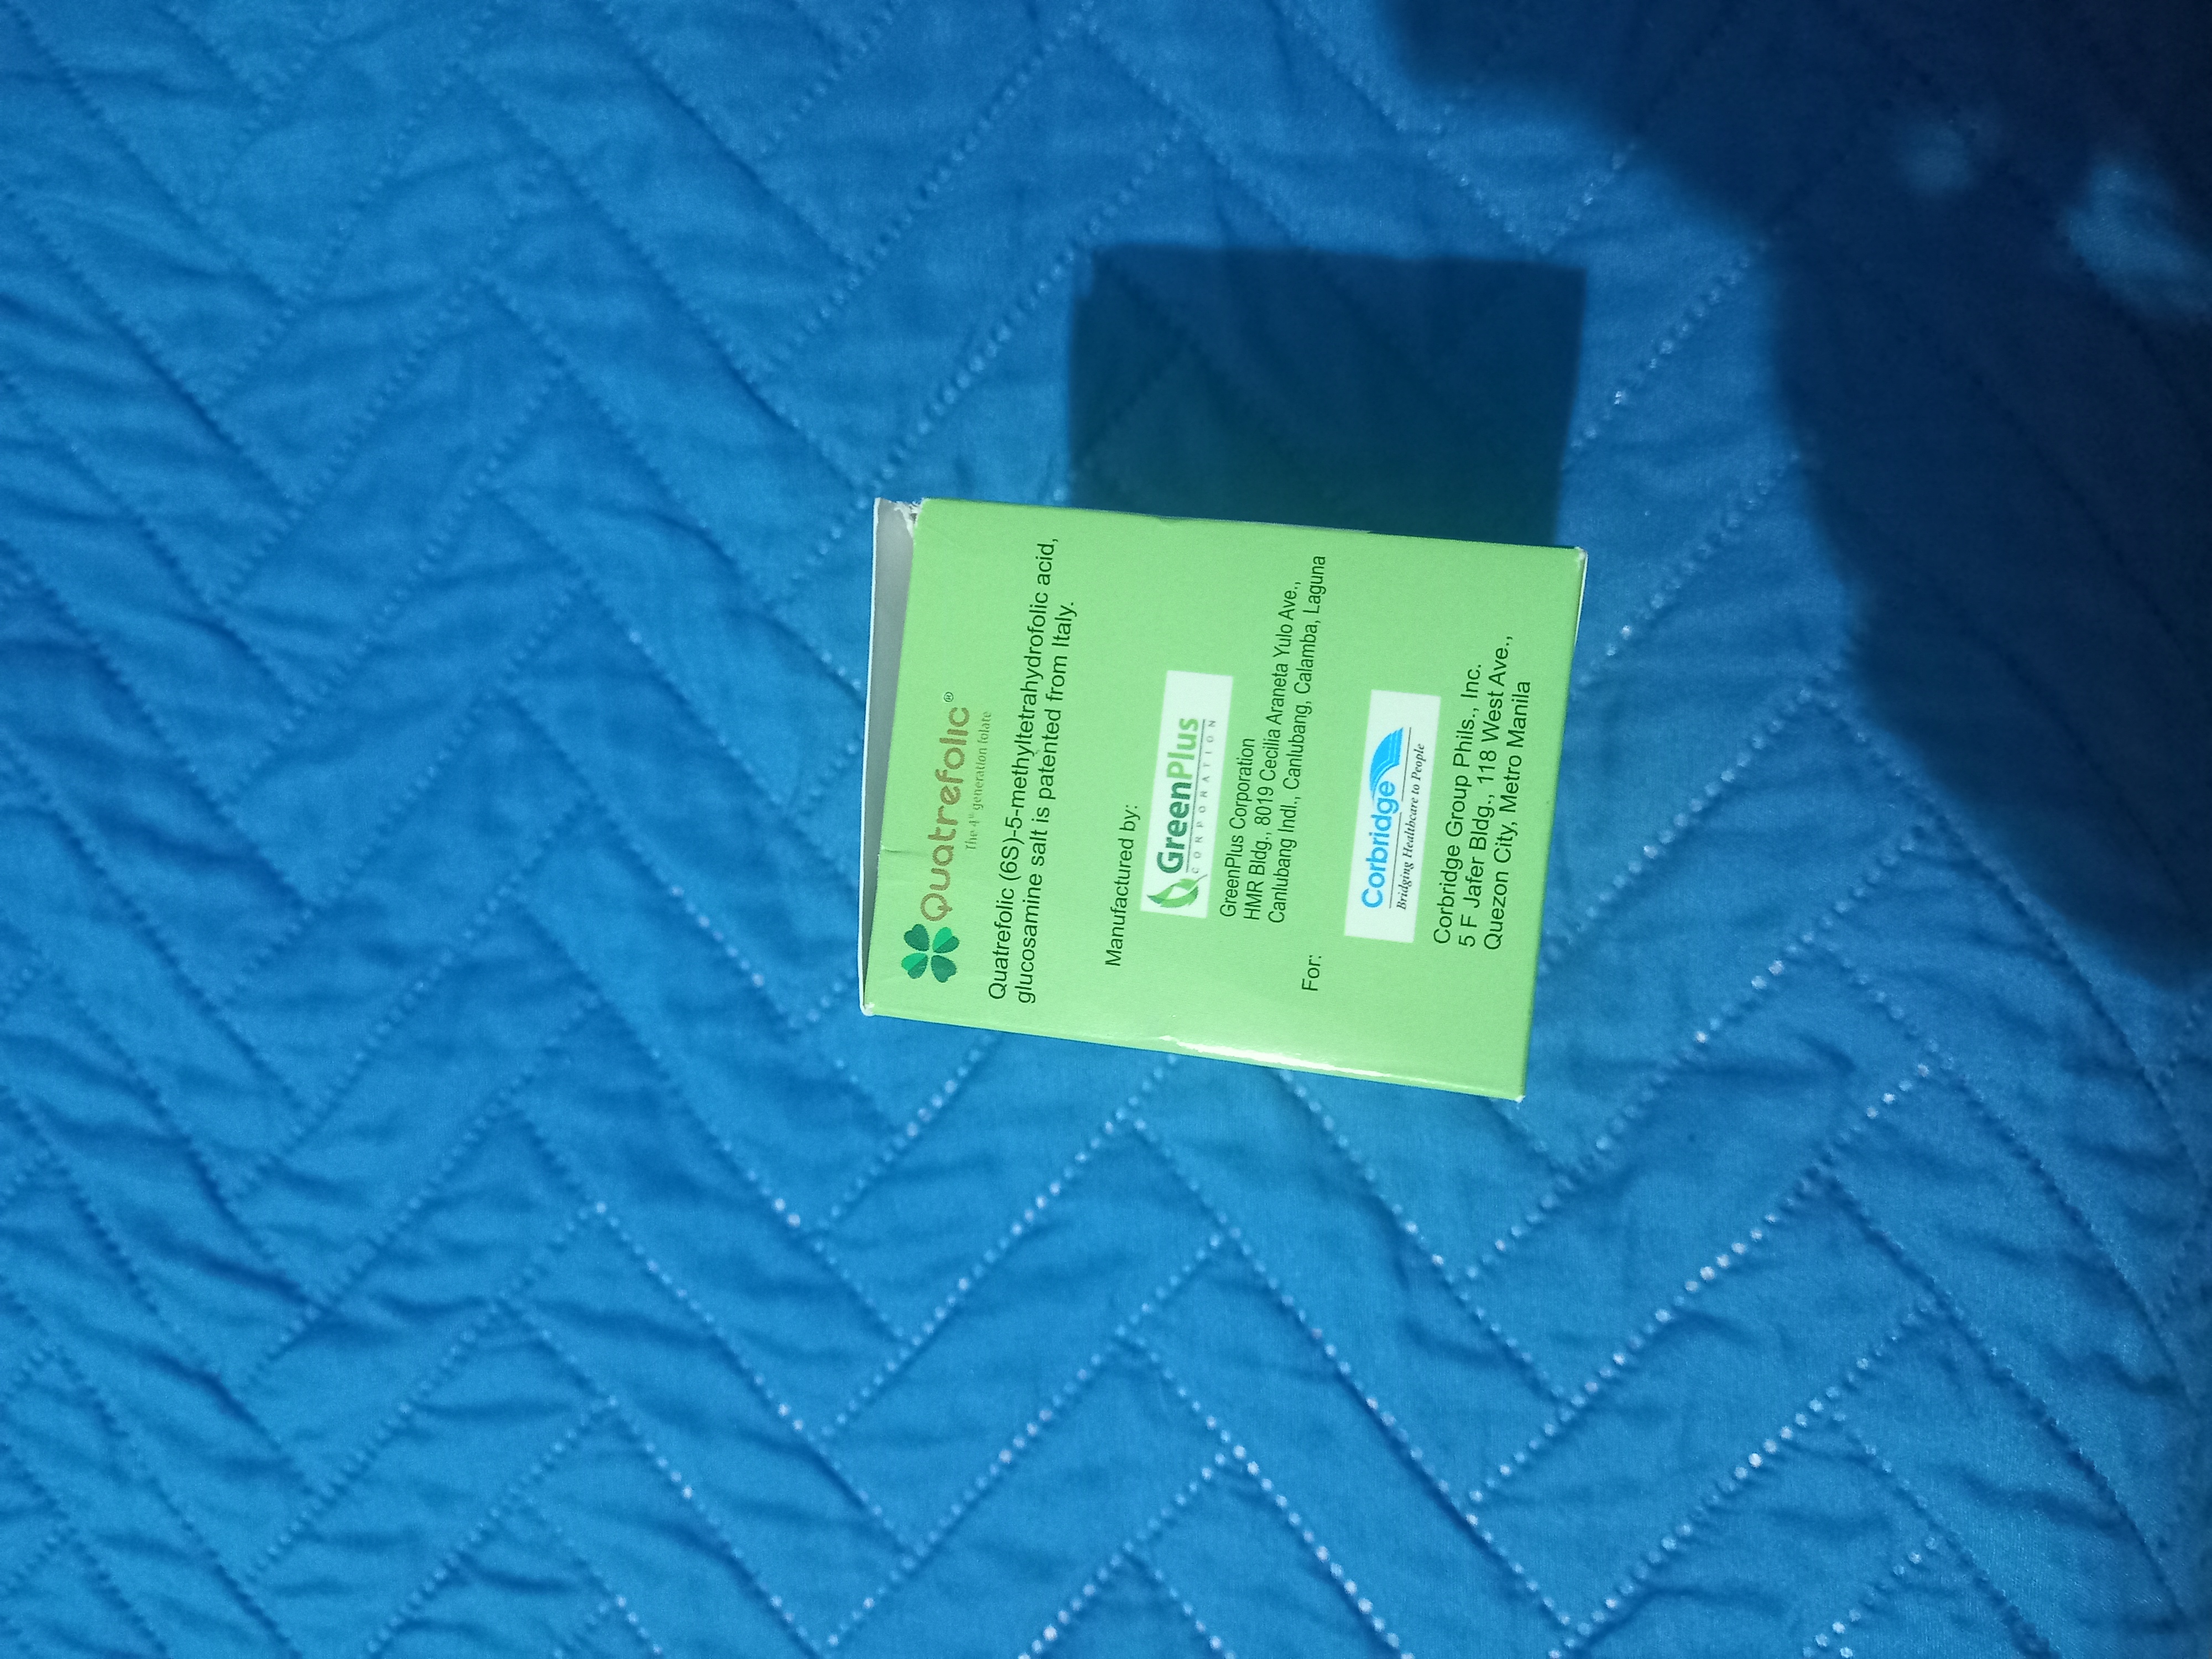 Quatrefolic®
The 4th generation folate
Quatrefolic (6S)-5-methyltetrahydrofolic acid,
glucosamine salt is patented from Italy.
Manufactured by:
GreenPlus
CORPORATION
GreenPlus Corporation
HMR Bldg., 8019 Cecilia Araneta Yulo Ave.,
Canlubang Indl., Canlubang, Calamba, Laguna
For:
Corbridge
Bridging Healthcare to People
Corbridge Group Phils., Inc.
5 F Jafer Bldg., 118 West Ave.,
Quezon City, Metro Manila